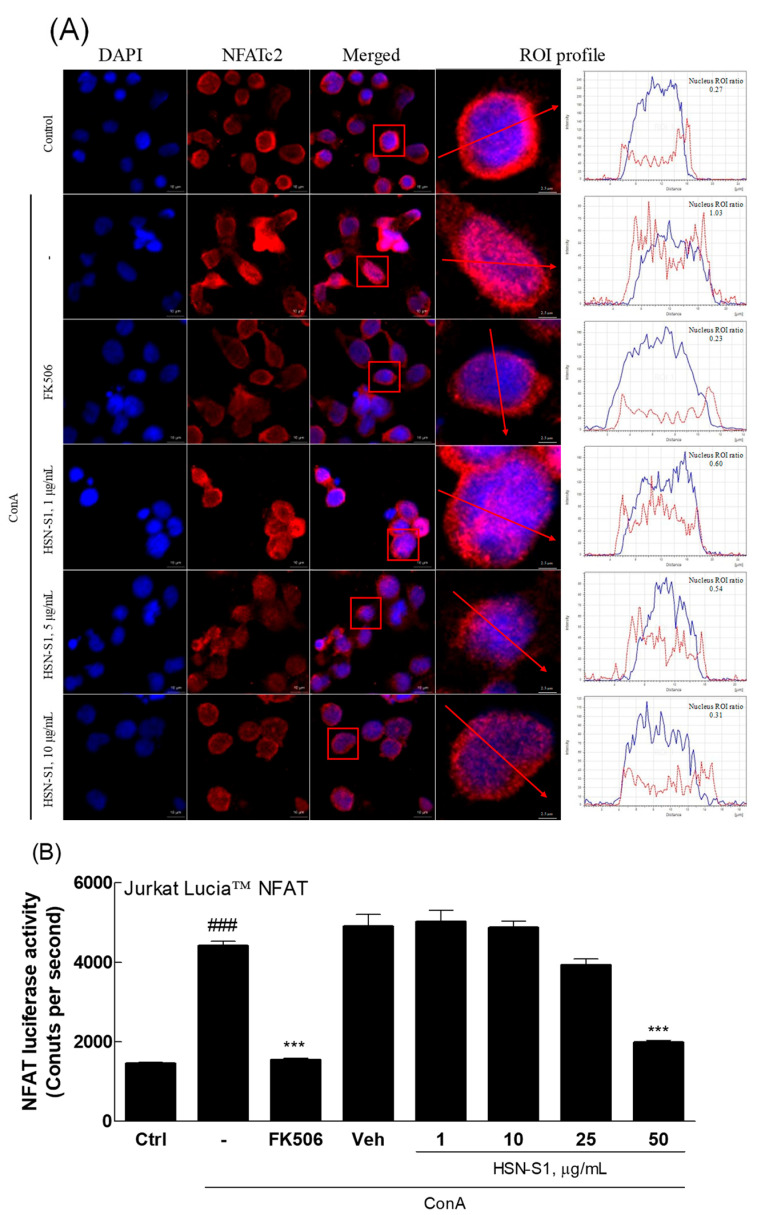 (A)
DAPI NFATc2 Merged ROI profile
Control
Nucleus ROI ratio
0.27
ConA
-
Nucleus ROI ratio
1.03
FK506
Nucleus ROI ratio
0.23
HSN-S1, 1 μg/mL
Nucleus ROI ratio
0.60
HSN-S1, 5 μg/mL
Nucleus ROI ratio
0.54
HSN-S1, 10 μg/mL
Nucleus ROI ratio
0.31
(B)
Jurkat Lucia™ NFAT
NFAT luciferase activity
(Conuts per second)
6000
4000
2000
0
###
***
***
Ctrl - FK506 Veh 1 10 25 50
HSN-S1, μg/mL
ConA